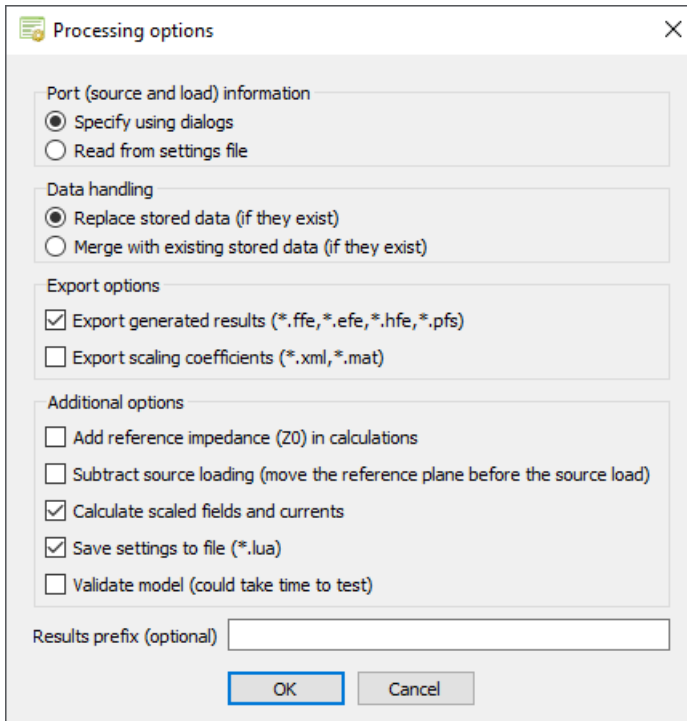 Processing options
Port (source and load) information
Specify using dialogs
Read from settings file
Data handling
Replace stored data (if they exist)
Merge with existing stored data (if they exist)
Export options
Export generated results (*.ffe,*.efe,*.hfe,*.pfs)
Export scaling coefficients (*.xml,*.mat)
Additional options
Add reference impedance (Z0) in calculations
Subtract source loading (move the reference plane before the source load)
Calculate scaled fields and currents
Save settings to file (*.lua)
Validate model (could take time to test)
Results prefix (optional)
OK Cancel